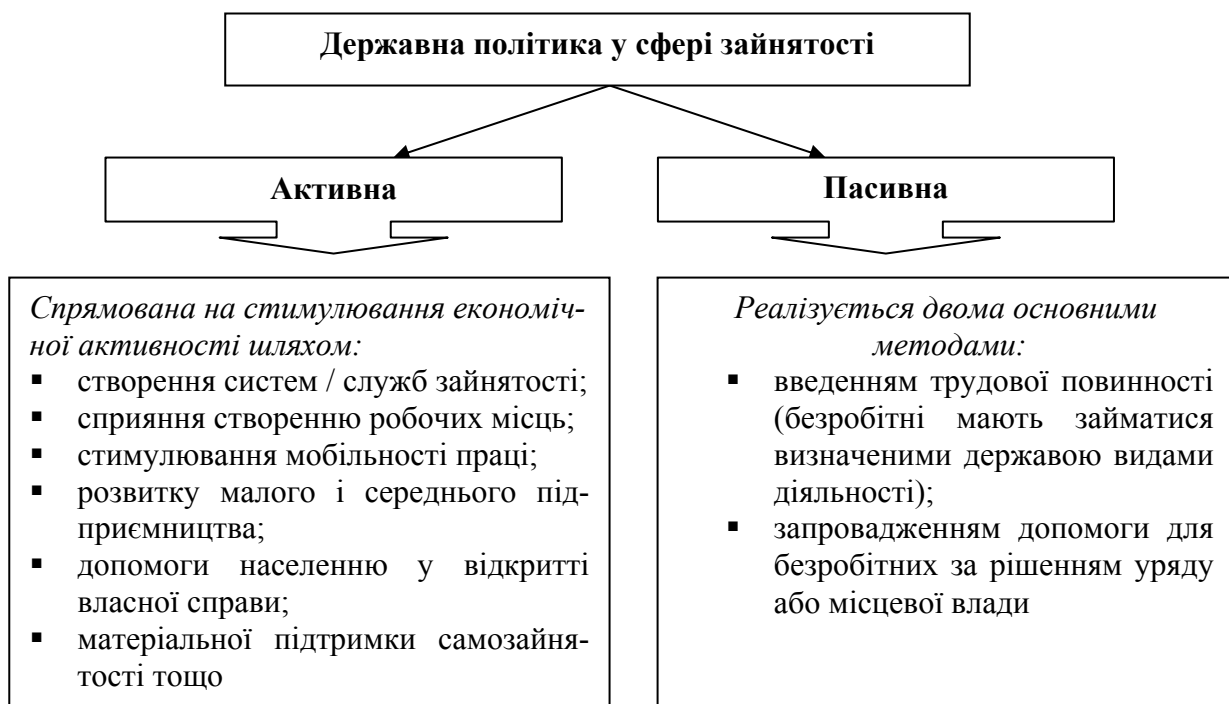 Державна політика у сфері зайнятості
Активна
Пасивна
Спрямована на стимулювання економіч-
ної активності шляхом:
▪ створення систем / служб зайнятості;
▪ сприяння створенню робочих місць;
▪ стимулювання мобільності праці;
▪ розвитку малого і середнього під-
приємництва;
▪ допомоги населенню у відкритті
власної справи;
▪ матеріальної підтримки самозайня-
тості тощо
Реалізується двома основними
методами:
▪ введенням трудової повинності
(безробітні мають займатися
визначеними державою видами
діяльності);
▪ запровадженням допомоги для
безробітних за рішенням уряду
або місцевої влади